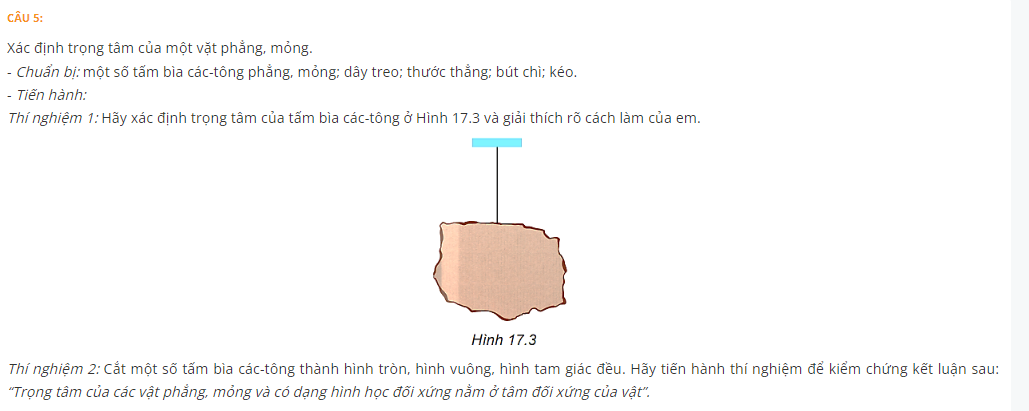 CÂU 5:
Xác định trọng tâm của một vật phẳng, mỏng.
- Chuẩn bị: một số tấm bìa các-tông phẳng, mỏng; dây treo; thước thẳng; bút chì; kéo.
- Tiến hành:
Thí nghiệm 1: Hãy xác định trọng tâm của tấm bìa các-tông ở Hình 17.3 và giải thích rõ cách làm của em.
Hình 17.3
Thí nghiệm 2: Cắt một số tấm bìa các-tông thành hình tròn, hình vuông, hình tam giác đều. Hãy tiến hành thí nghiệm để kiểm chứng kết luận sau:
“Trọng tâm của các vật phẳng, mỏng và có dạng hình học đối xứng nằm ở tâm đối xứng của vật”.